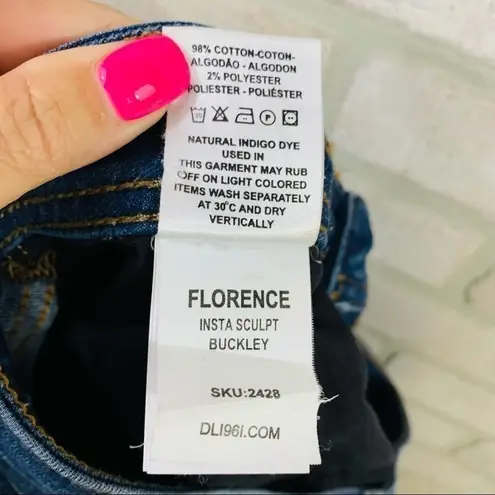 98% COTTON-COTON-
ALGODÃO - ALGODON
2% POLYESTER
POLIESTER - POLIÉSTER
30 P
NATURAL INDIGO DYE
USED IN
THIS GARMENT MAY RUB
OFF ON LIGHT COLORED
ITEMS WASH SEPARATELY
AT 30°C AND DRY
VERTICALLY
FLORENCE
INSTA SCULPT
BUCKLEY
SKU:2428
DL1961.COM